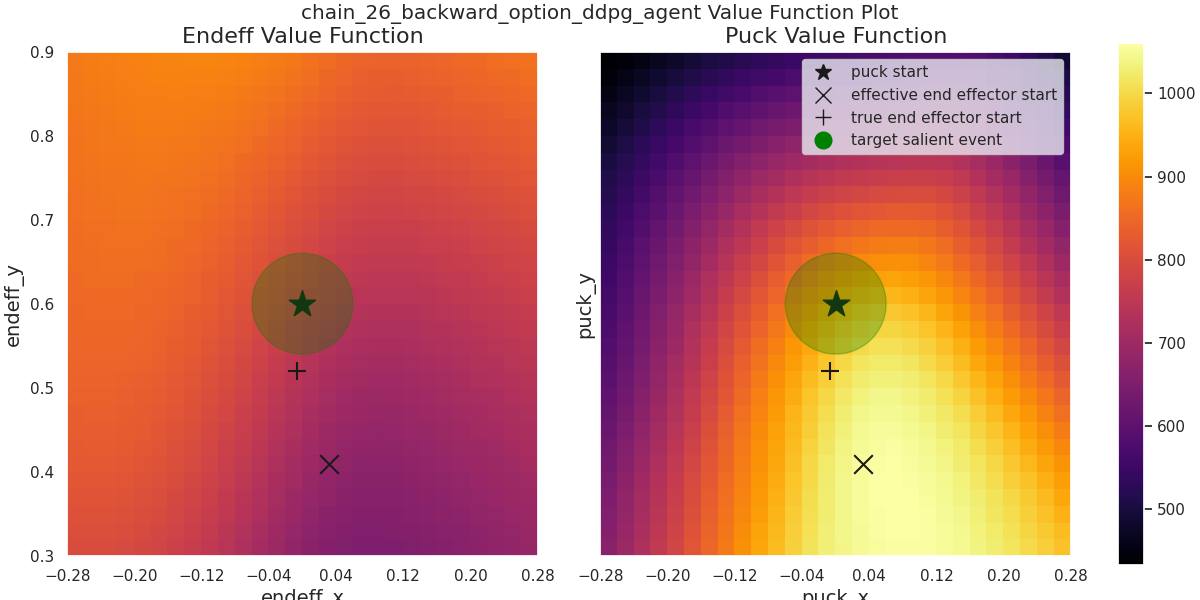 chain_26_backward_option_ddpg_agent Value Function Plot
Endeff Value Function
Puck Value Function
puck start
effective end effector start
true end effector start
target salient event
0.9
0.8
0.7
0.6
0.5
0.4
0.3
endeff_y
puck_y
−0.28 −0.20 −0.12 −0.04 0.04 0.12 0.20 0.28
−0.28 −0.20 −0.12 −0.04 0.04 0.12 0.20 0.28
endeff_x
puck_x
1000
900
800
700
600
500